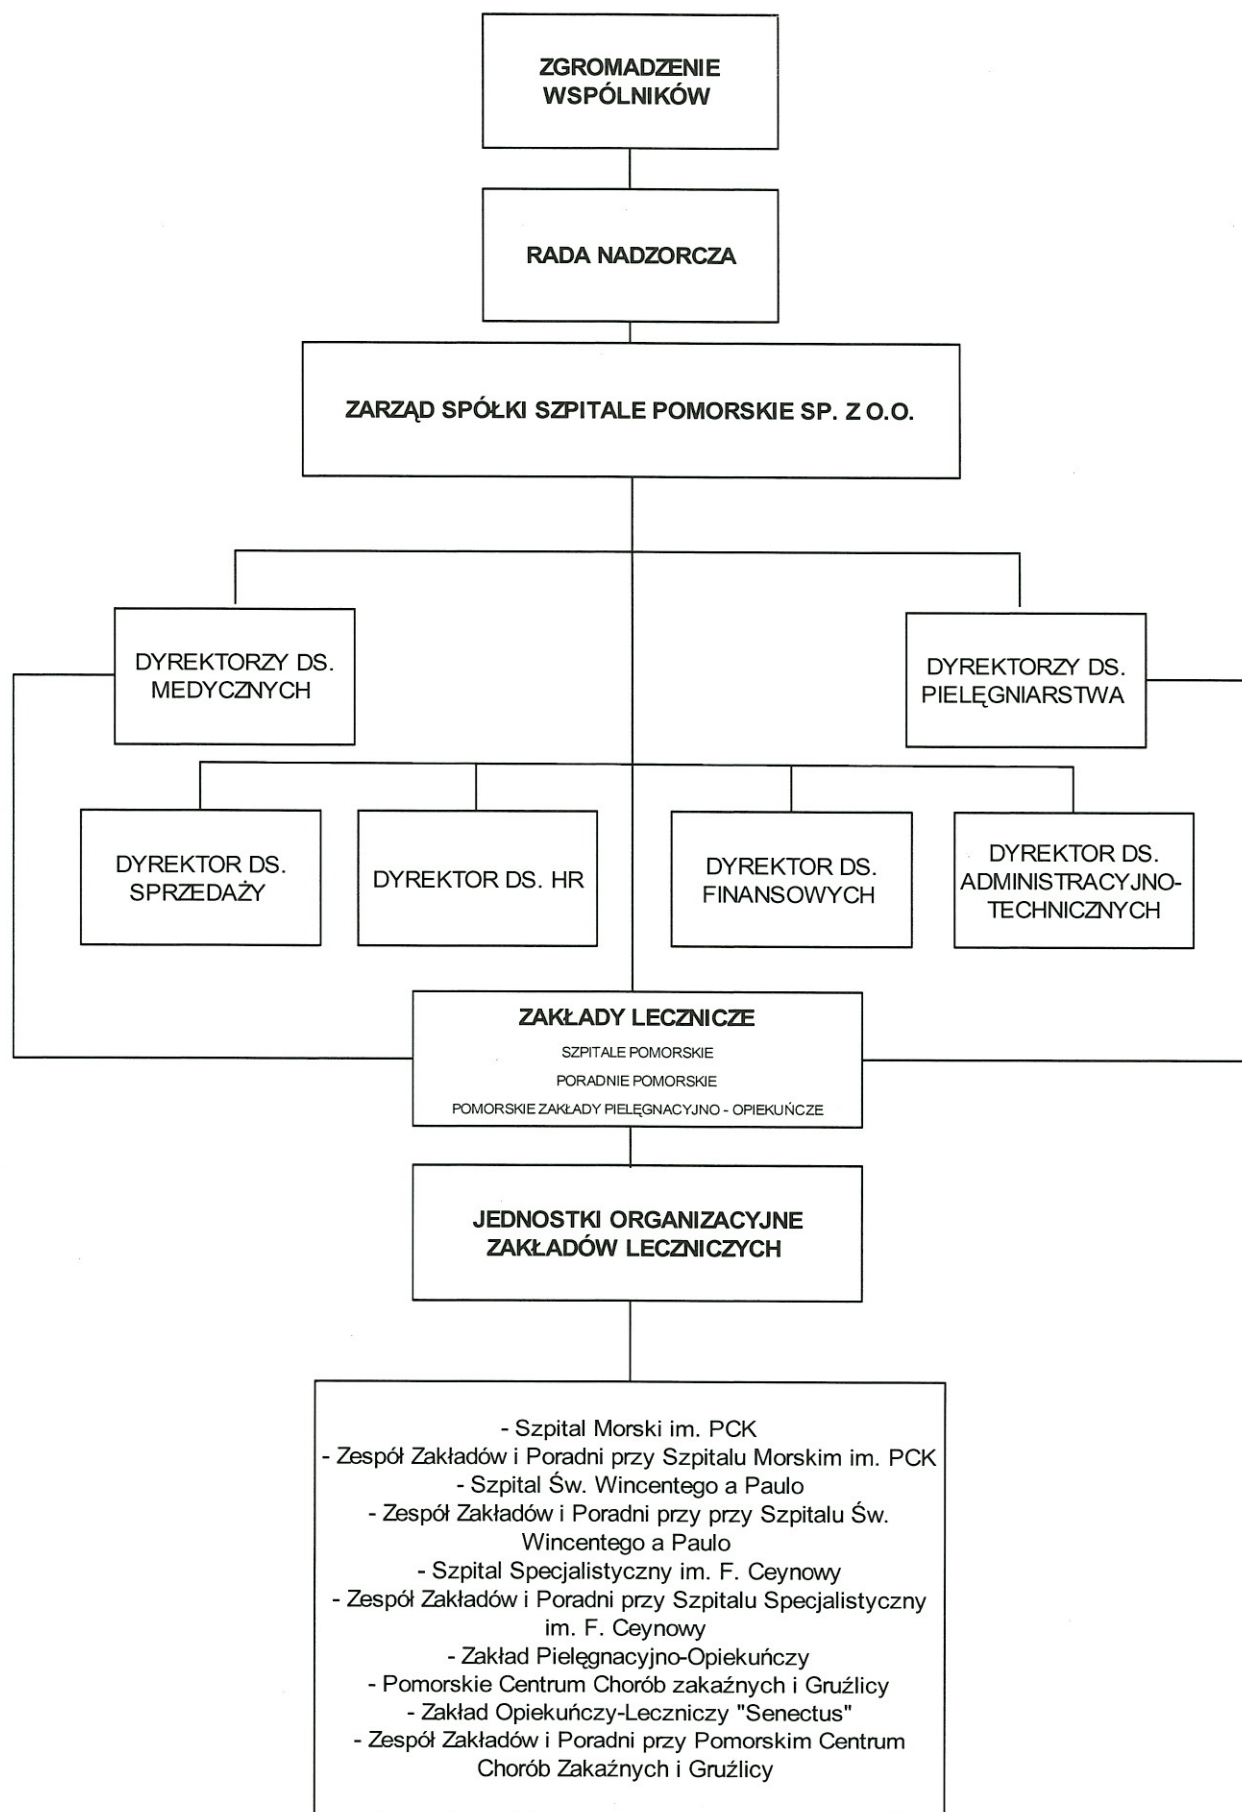 ZGROMADZENIE
WSPÓLNIKÓW
RADA NADZORCZA
ZARZĄD SPÓŁKI SZPITALE POMORSKIE SP. Z O.O.
DYREKTORZY DS.
MEDYCZNYCH
DYREKTORZY DS.
PIELĘGNIARSTWA
DYREKTOR DS.
SPRZEDAŻY
DYREKTOR DS. HR
DYREKTOR DS.
FINANSOWYCH
DYREKTOR DS.
ADMINISTRACYJNO-
TECHNICZNYCH
ZAKŁADY LECZNICZE
SZPITALE POMORSKIE
PORADNIE POMORSKIE
POMORSKIE ZAKŁADY PIELĘGNACYJNO - OPIEKUŃCZE
JEDNOSTKI ORGANIZACYJNE
ZAKŁADÓW LECZNICZYCH
- Szpital Morski im. PCK
- Zespół Zakładów i Poradni przy Szpitalu Morskim im. PCK
- Szpital Św. Wincentego a Paulo
- Zespół Zakładów i Poradni przy przy Szpitalu Św.
Wincentego a Paulo
- Szpital Specjalistyczny im. F. Ceynowy
- Zespół Zakładów i Poradni przy Szpitalu Specjalistyczny
im. F. Ceynowy
- Zakład Pielęgnacyjno-Opiekuńczy
- Pomorskie Centrum Chorób zakaźnych i Gruźlicy
- Zakład Opiekuńczy-Leczniczy "Senectus"
- Zespół Zakładów i Poradni przy Pomorskim Centrum
Chorób Zakaźnych i Gruźlicy